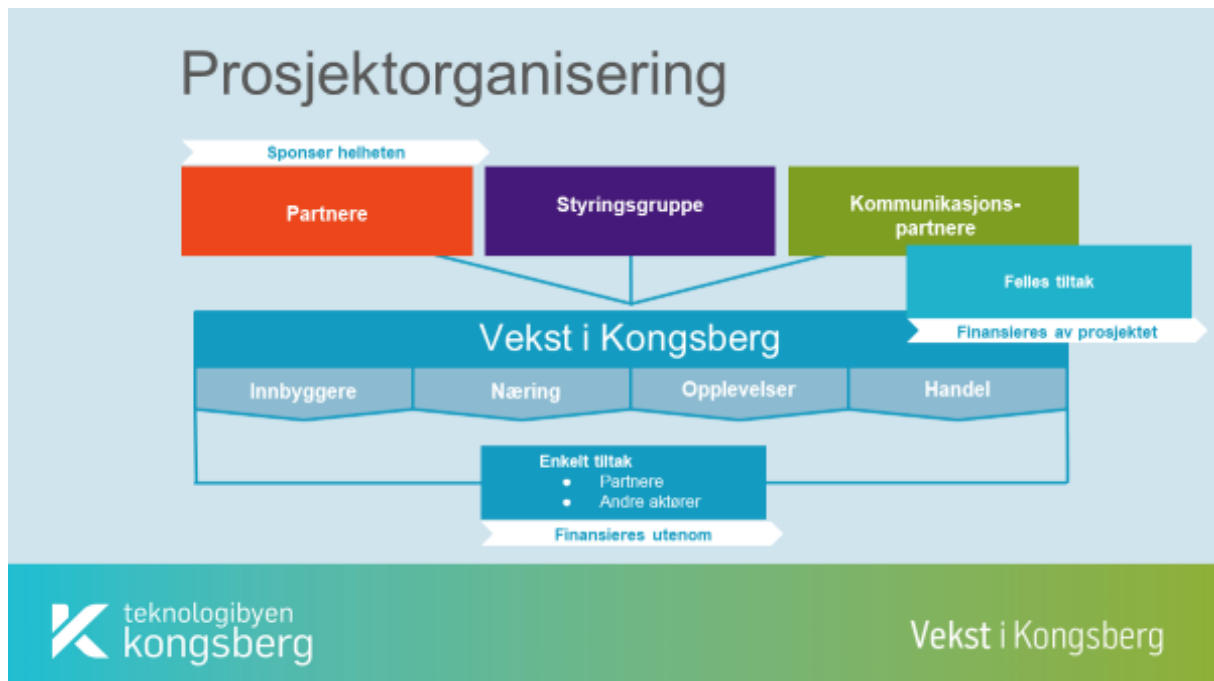 Prosjektorganisering
Sponser helheten
Partnere
Styringsgruppe
Kommunikasjons-
partnere
Felles tiltak
Finansieres av prosjektet
Vekst i Kongsberg
Innbyggere
Næring
Opplevelser
Handel
Enkelt tiltak
● Partnere
● Andre aktører
Finansieres utenom
teknologibyen
kongsberg
Vekst i Kongsberg